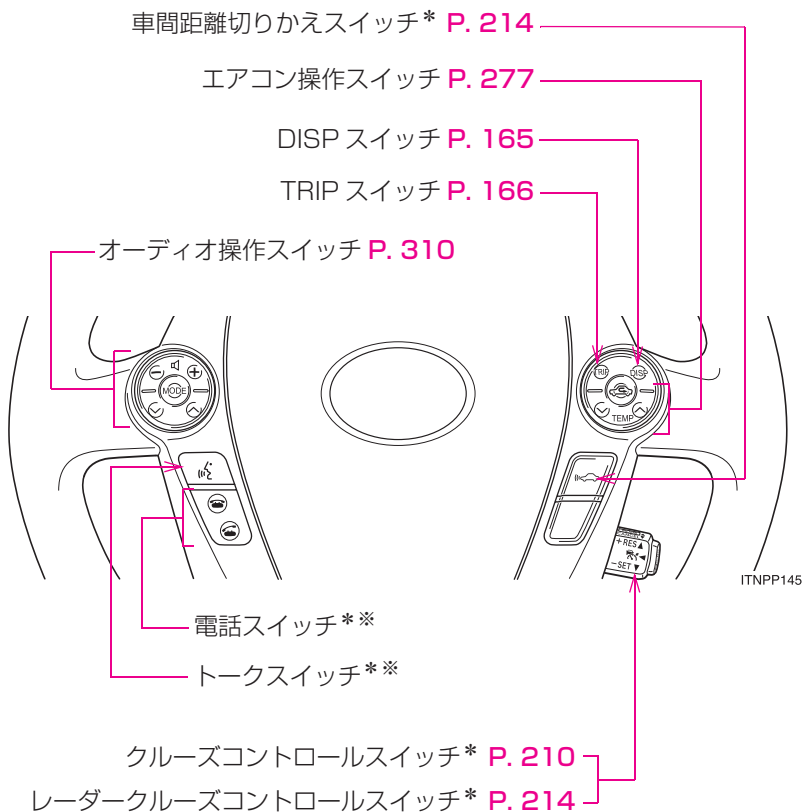 車間距離切りかえスイッチ* P. 214
エアコン操作スイッチ P. 277
DISP スイッチ P. 165
TRIP スイッチ P. 166
オーディオ操作スイッチ P. 310
MODE
TRIP
DISP
TEMP
+ RES
- SET
ITNPP145
電話スイッチ*※
トークスイッチ*※
クルーズコントロールスイッチ* P. 210
レーダークルーズコントロールスイッチ* P. 214